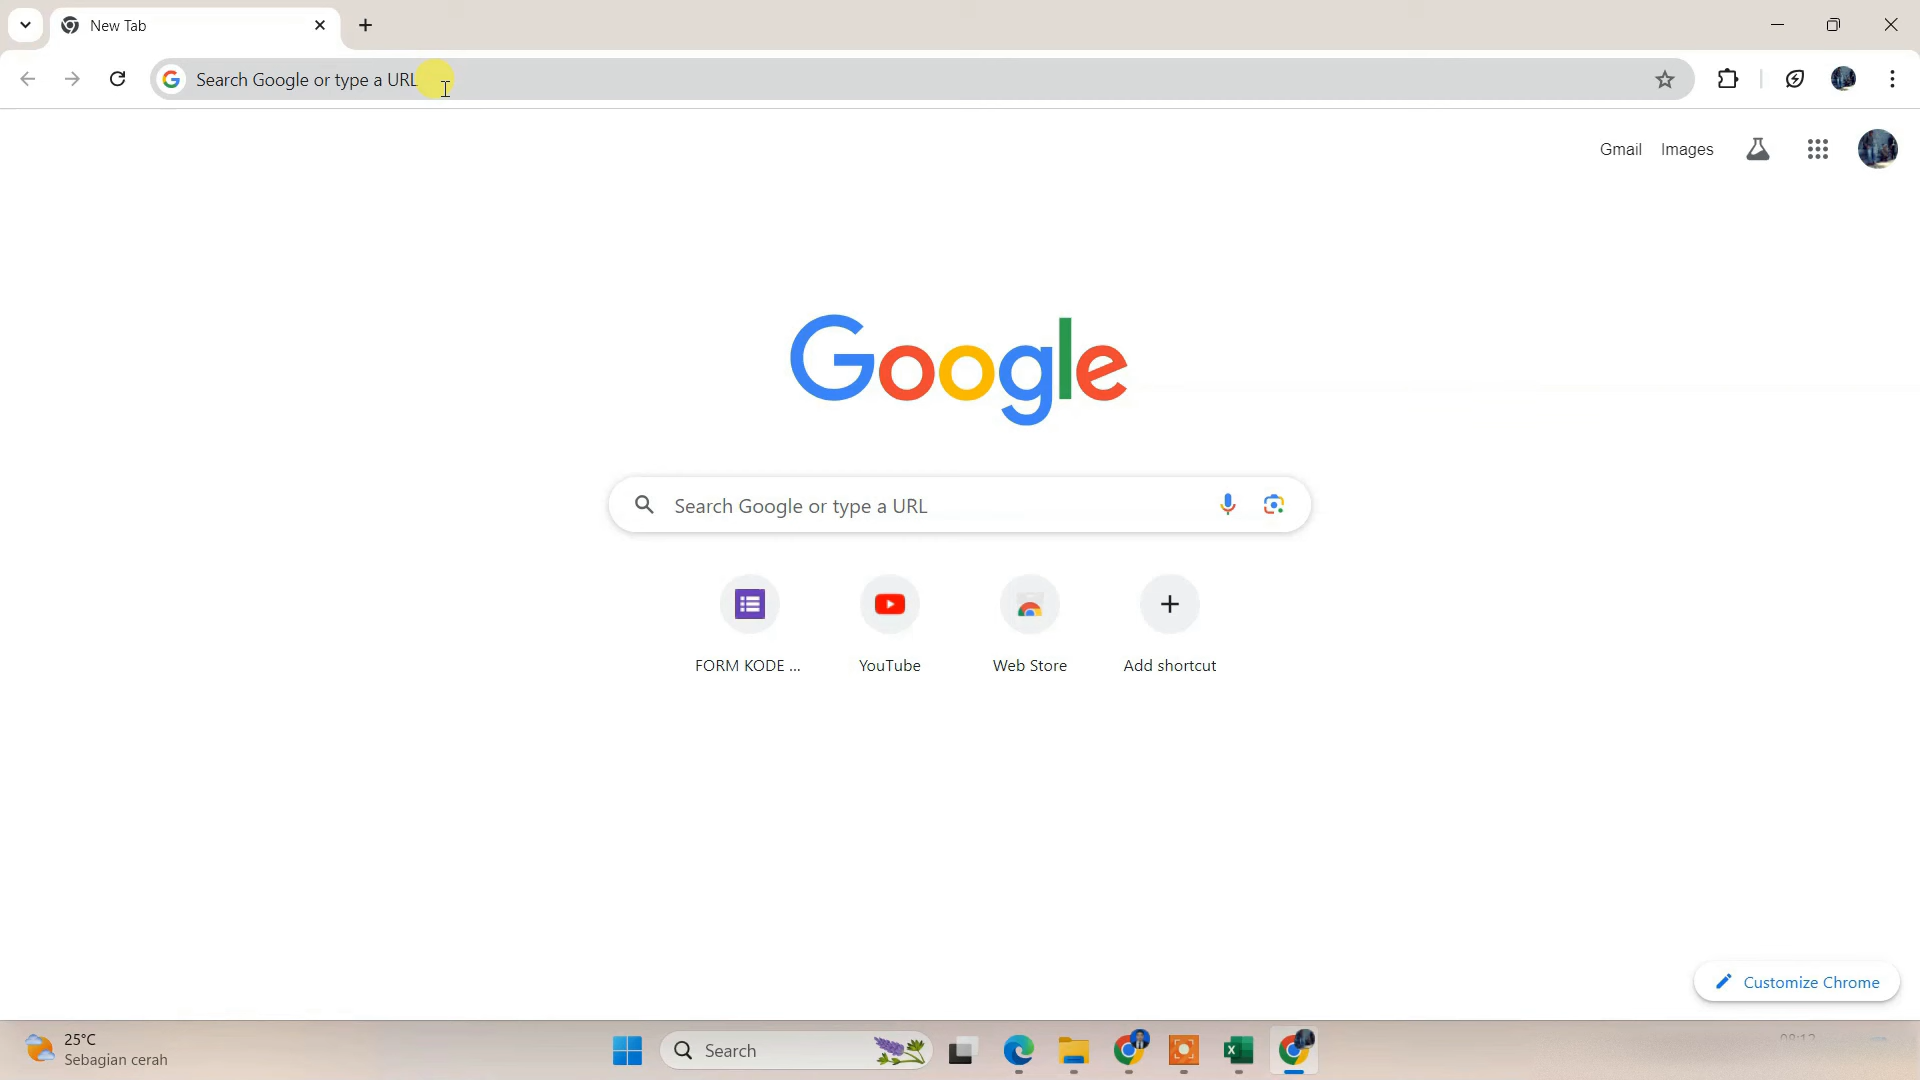 New Tab
Search Google or type a URL
Gmail Images
Google
Search Google or type a URL
FORM KODE ... YouTube Web Store Add shortcut
Customize Chrome
25°C
Sebagian cerah
Search